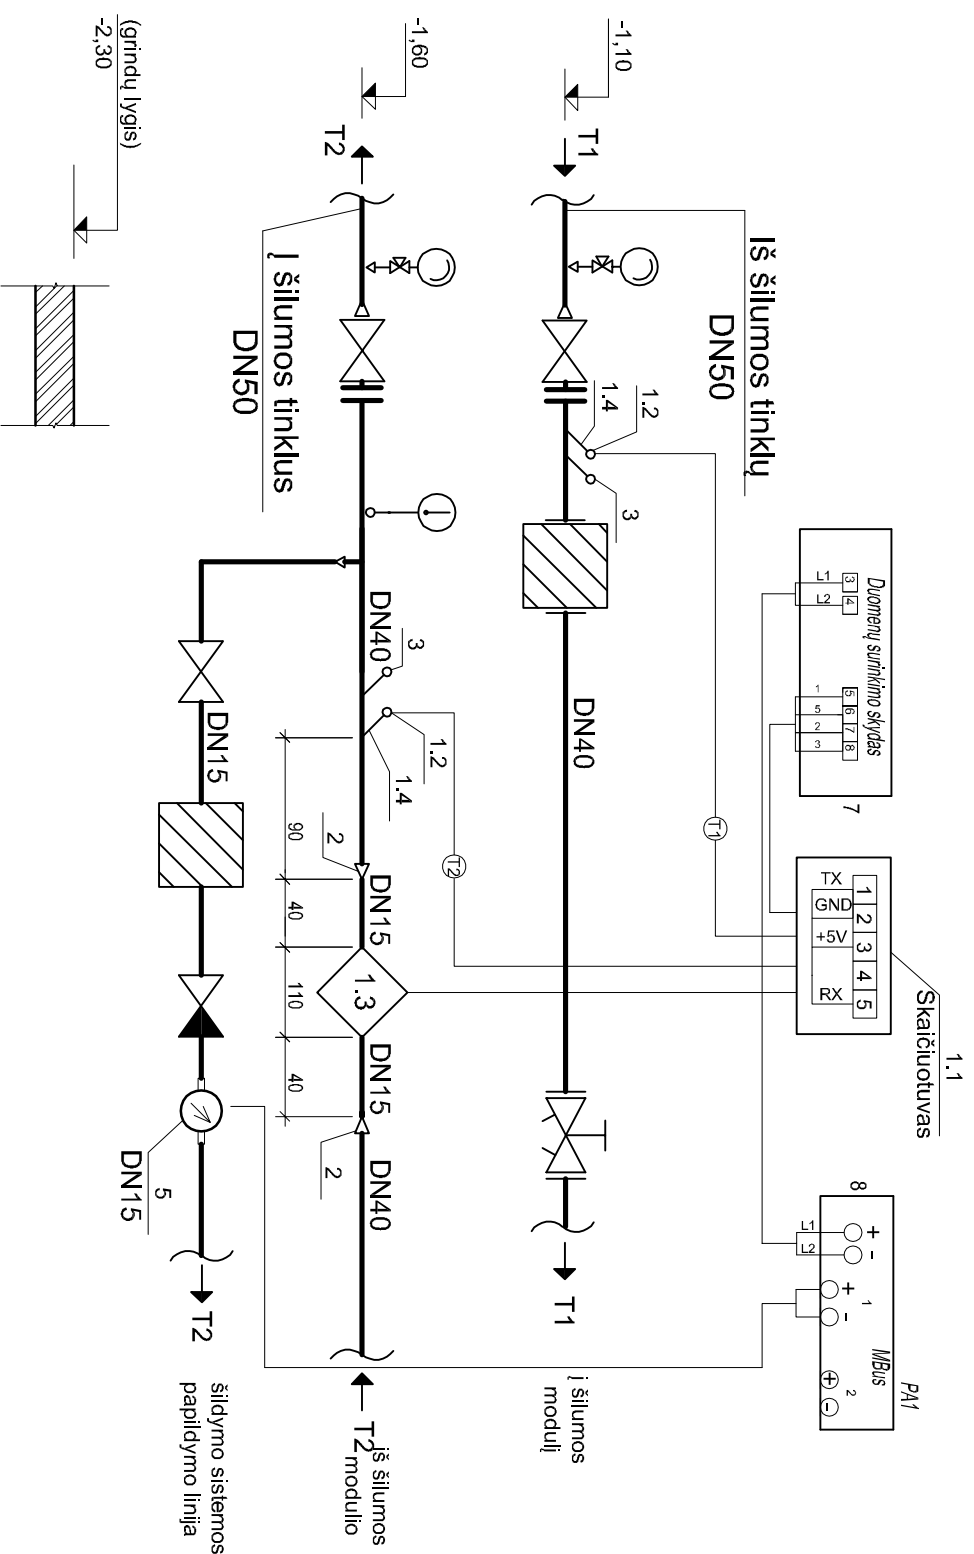 -1,10
T1
Iš šilumos tinklų
DN50
1.2
1.4
3
DN40
T1
į šilumos
modulį
-1,60
T2
Į šilumos tinklus
DN50
DN40
3
1.2
1.4
2
DN15
1.3
DN15
2
DN40
90
40
110
40
T2
iš šilumos
modulio
(grindų lygis)
-2,30
DN15
5
DN15
T2
šildymo sistemos
papildymo linija
T1
T2
Duomenų surinkimo skydas
3
4
5
6
7
8
L1
L2
1
5
2
3
7
1
2
3
4
5
TX
GND
+5V
RX
1.1
Skaičiuotuvas
8
PA1
MBus
L1
L2
+
-
+
-
1
+
-
2